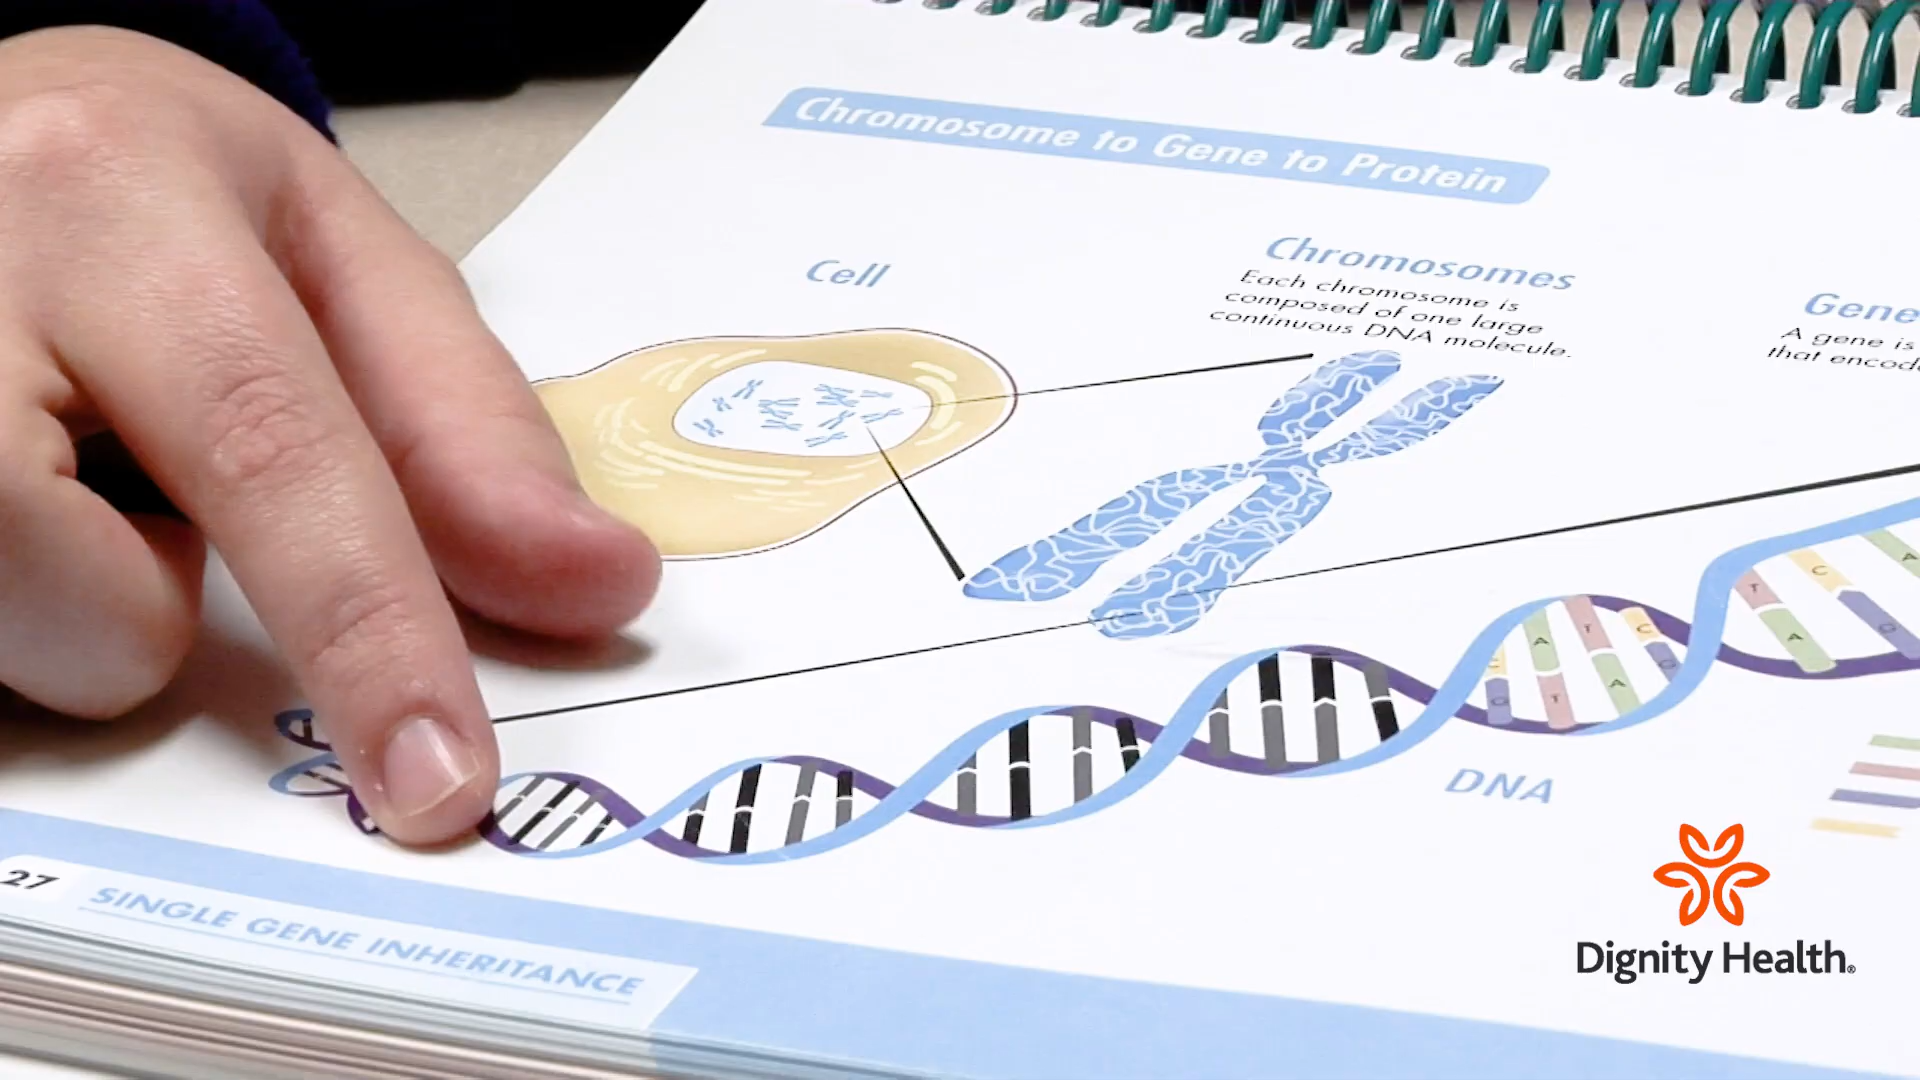 Chromosome to Gene to Protein
Cell
Chromosomes
Each chromosome is
composed of one large
continuous DNA molecule.
Gene
A gene is
that encod
C
G
A
T
T
A
C
G
T
A
C
G
A
DNA
27
SINGLE GENE INHERITANCE
Dignity Health®